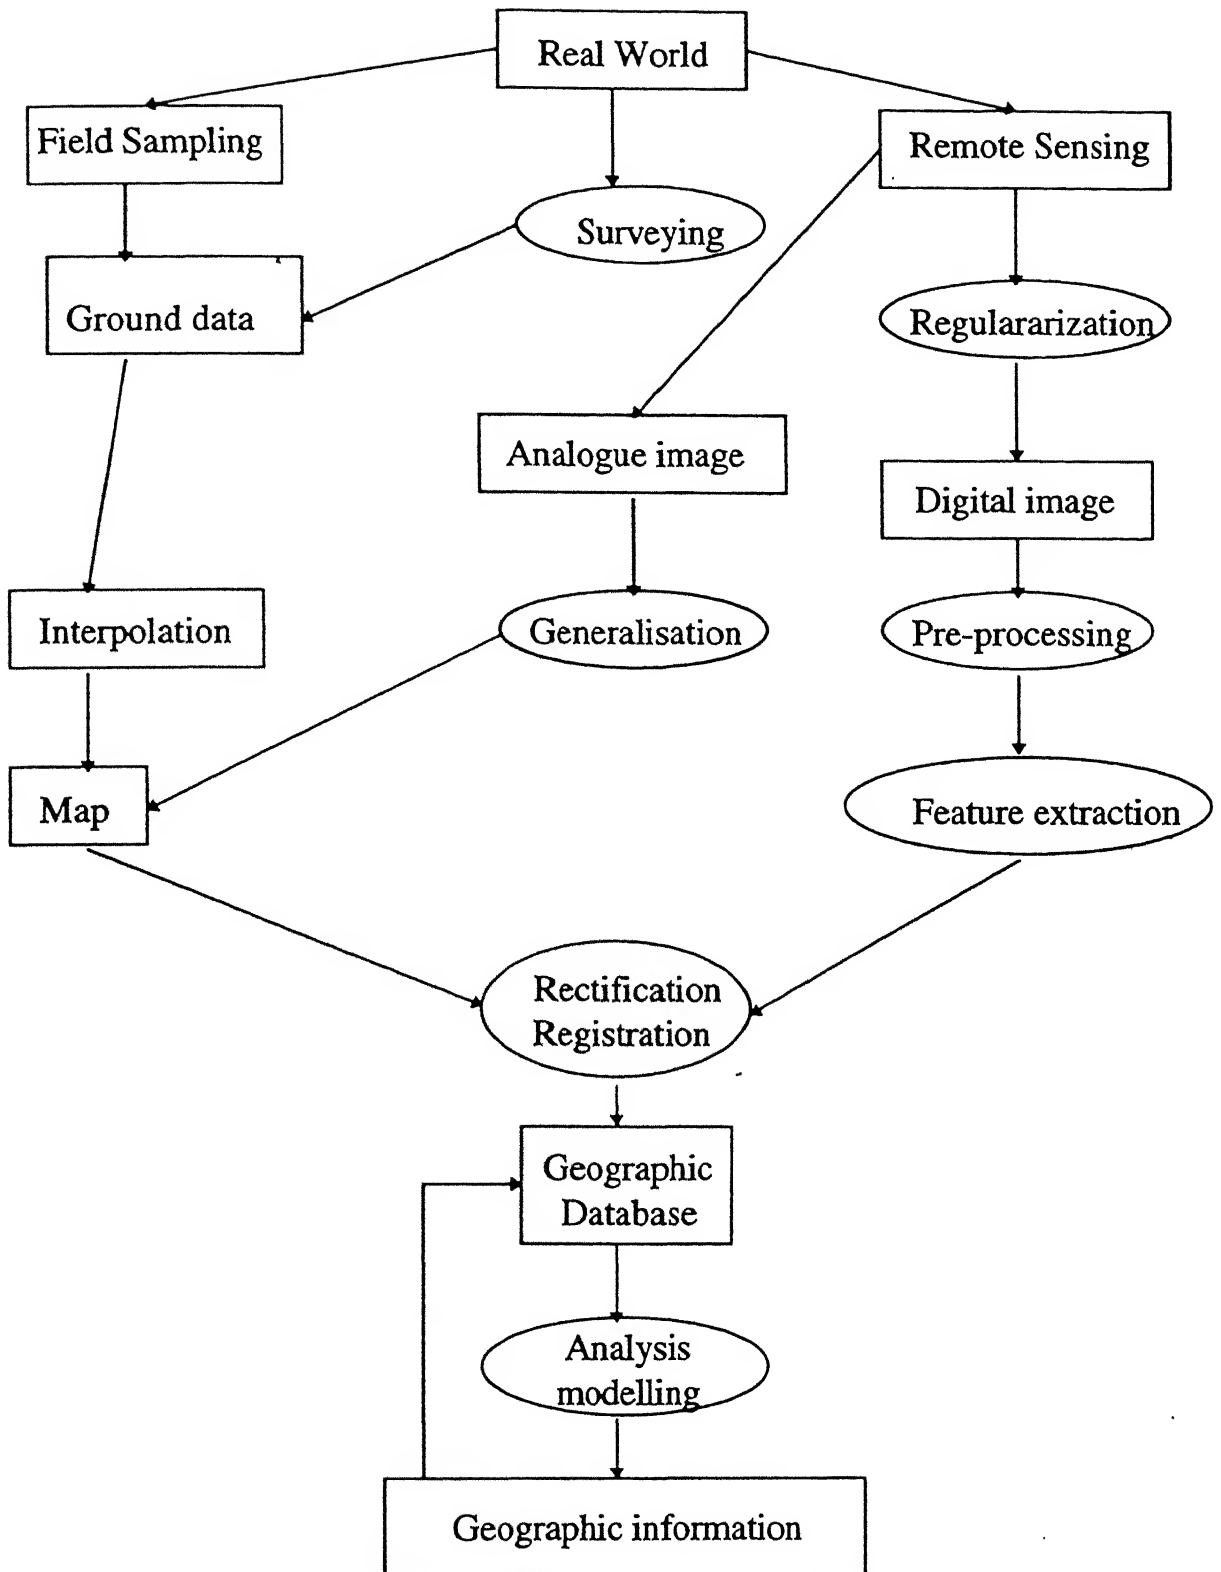 Real World
Field Sampling
Remote Sensing
Surveying
Ground data
Regulararization
Analogue image
Digital image
Interpolation
Generalisation
Pre-processing
Map
Feature extraction
Rectification
Registration
Geographic
Database
Analysis
modelling
Geographic information